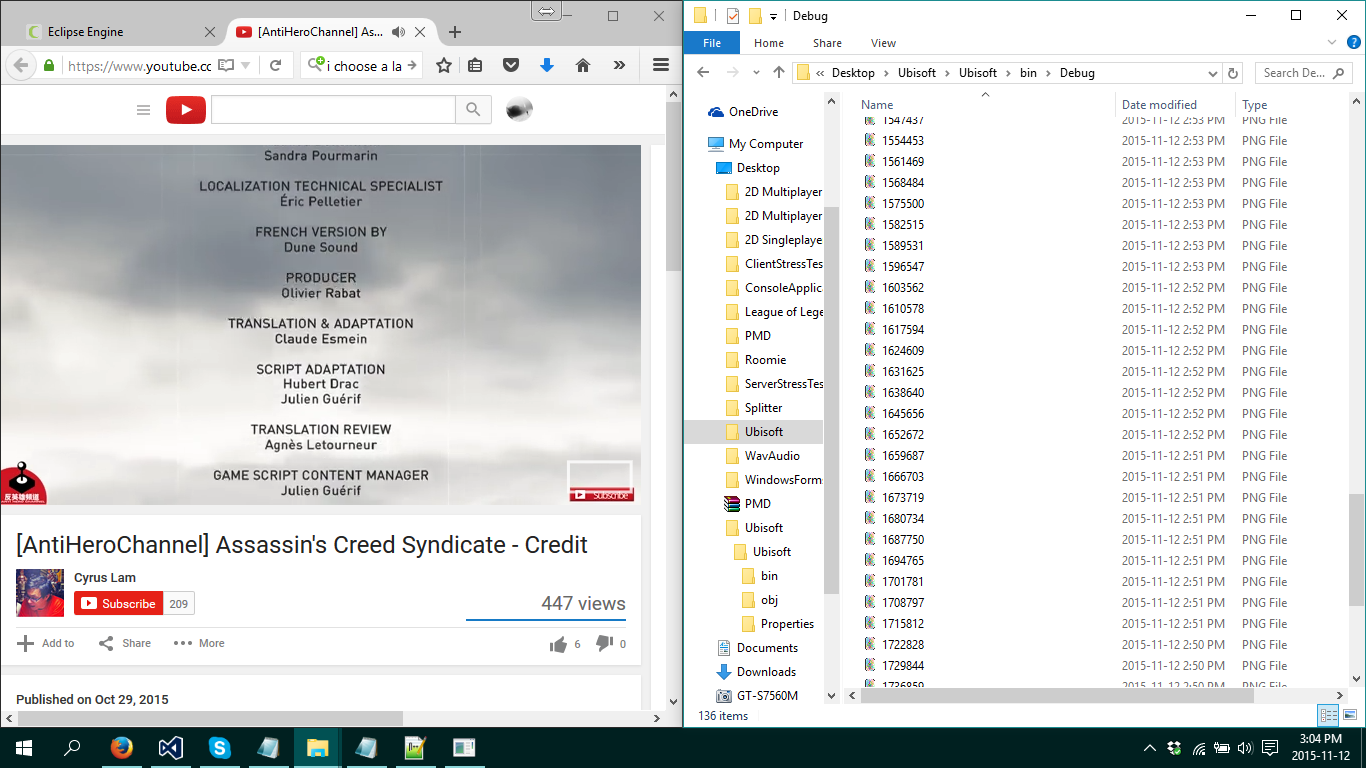 Eclipse Engine
[AntiHeroChannel] As...
https://www.youtube.cc
i choose a la
Sandra Pourmarin
LOCALIZATION TECHNICAL SPECIALIST
Éric Pelletier
FRENCH VERSION BY
Dune Sound
PRODUCER
Olivier Rabat
TRANSLATION & ADAPTATION
Claude Esmein
SCRIPT ADAPTATION
Hubert Drac
Julien Guérif
TRANSLATION REVIEW
Agnès Letourneur
GAME SCRIPT CONTENT MANAGER
Julien Guérif
反英雄頻道
Subscribe
[AntiHeroChannel] Assassin's Creed Syndicate - Credit
Cyrus Lam
Subscribe 209
447 views
Add to Share More 6 0
Published on Oct 29, 2015
Debug
File Home Share View
« Desktop Ubisoft Ubisoft bin Debug
Search De...
OneDrive
My Computer
Desktop
2D Multiplayer
2D Multiplayer
2D Singleplaye
ClientStressTes
ConsoleApplica
League of Lege
PMD
Roomie
ServerStressTes
Splitter
Ubisoft
WavAudio
WindowsForm
PMD
Ubisoft
Ubisoft
bin
obj
Properties
Documents
Downloads
GT-S7560M
Name Date modified Type
1547437 2015-11-12 2:53 PM PNG File
1554453 2015-11-12 2:53 PM PNG File
1561469 2015-11-12 2:53 PM PNG File
1568484 2015-11-12 2:53 PM PNG File
1575500 2015-11-12 2:53 PM PNG File
1582515 2015-11-12 2:53 PM PNG File
1589531 2015-11-12 2:53 PM PNG File
1596547 2015-11-12 2:53 PM PNG File
1603562 2015-11-12 2:52 PM PNG File
1610578 2015-11-12 2:52 PM PNG File
1617594 2015-11-12 2:52 PM PNG File
1624609 2015-11-12 2:52 PM PNG File
1631625 2015-11-12 2:52 PM PNG File
1638640 2015-11-12 2:52 PM PNG File
1645656 2015-11-12 2:52 PM PNG File
1652672 2015-11-12 2:52 PM PNG File
1659687 2015-11-12 2:51 PM PNG File
1666703 2015-11-12 2:51 PM PNG File
1673719 2015-11-12 2:51 PM PNG File
1680734 2015-11-12 2:51 PM PNG File
1687750 2015-11-12 2:51 PM PNG File
1694765 2015-11-12 2:51 PM PNG File
1701781 2015-11-12 2:51 PM PNG File
1708797 2015-11-12 2:51 PM PNG File
1715812 2015-11-12 2:51 PM PNG File
1722828 2015-11-12 2:50 PM PNG File
1729844 2015-11-12 2:50 PM PNG File
1736859 2015-11-12 2:50 PM PNG File
136 items
3:04 PM
2015-11-12